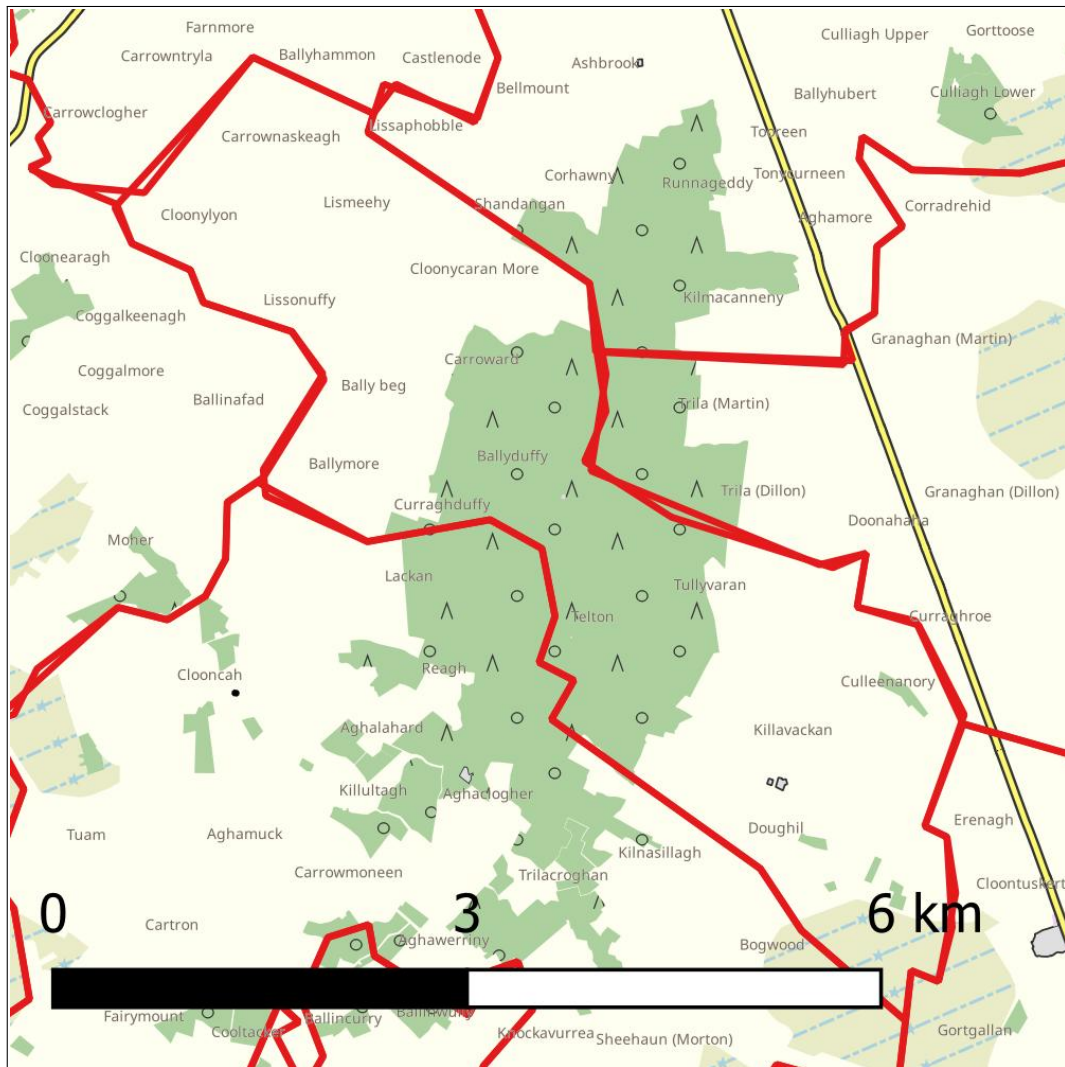 Farnmore
Gorttoose
Culliagh Upper
Carrowntryla
Ballyhammon
Castlenode
Ashbrook
Bellmount
Ballyhubert
Culliagh Lower
Carrowclogher
Lissaphobble
Carrownaskeagh
Tooreen
Corhawny
Runnageddy
Tonycurneen
Lismeehy
Shandangan
Corradrehid
Cloonylyon
Aghamore
Cloonearagh
Cloonycaran More
Lissonuffy
Kilmacanneny
Coggalkeenagh
Granaghan (Martin)
Carroward
Coggalmore
Bally beg
Ballinafad
Trila (Martin)
Coggalstack
Ballyduffy
Ballymore
Trila (Dillon)
Granaghan (Dillon)
Curraghduffy
Doonahaha
Moher
Lackan
Tullyvaran
Telton
Curraghroe
Clooncah
Reagh
Culleenanory
Aghalahard
Killavackan
Killultagh
Aghaclogher
Erenagh
Tuam
Aghamuck
Doughil
Kilnasillagh
Carrowmoneen
Trilacroghan
Cloontuskert
0 3 6 km
Cartron
Aghawerriny
Bogwood
Fairymount
Ballincurry
Cooltacker
Knockavurrea
Sheehaun (Morton)
Gortgallan